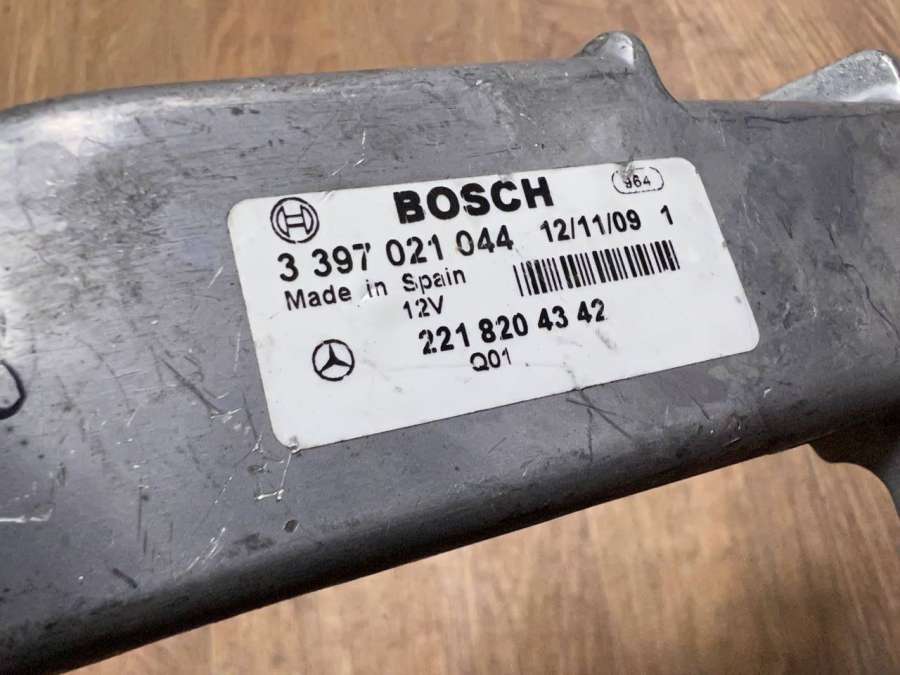 BOSCH
964
3 397 021 044 12/11/09 1
Made in Spain
12V
221 820 43 42
Q01